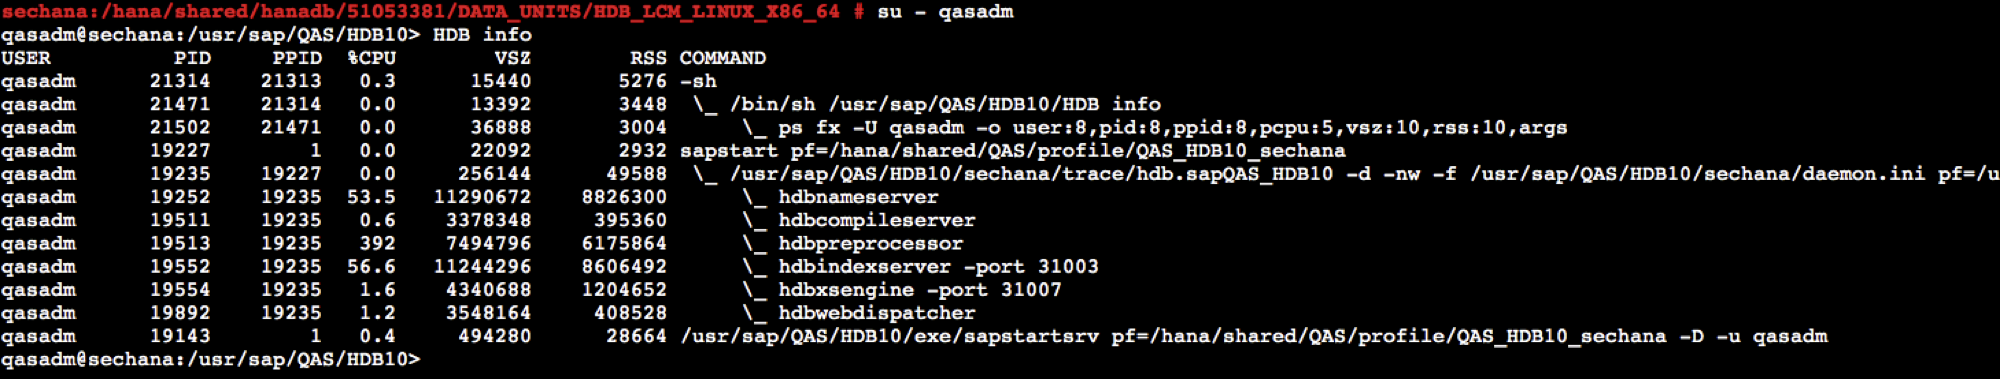 sechana:/hana/shared/hanadb/51053381/DATA_UNITS/HDB_LCM_LINUX_X86_64 # su - qasadm
qasadm@sechana:/usr/sap/QAS/HDB10> HDB info
USER PID PPID %CPU VSZ RSS COMMAND
qasadm 21314 21313 0.3 15440 5276 -sh
qasadm 21471 21314 0.0 13392 3448 \_ /bin/sh /usr/sap/QAS/HDB10/HDB info
qasadm 21502 21471 0.0 36888 3004 \_ ps fx -U qasadm -o user:8,pid:8,ppid:8,pcpu:5,vsz:10,rss:10,args
qasadm 19227 1 0.0 22092 2932 sapstart pf=/hana/shared/QAS/profile/QAS_HDB10_sechana
qasadm 19235 19227 0.0 256144 49588 \_ /usr/sap/QAS/HDB10/sechana/trace/hdb.sapQAS_HDB10 -d -nw -f /usr/sap/QAS/HDB10/sechana/daemon.ini pf=/u
qasadm 19252 19235 53.5 11290672 8826300 \_ hdbnameserver
qasadm 19511 19235 0.6 3378348 395360 \_ hdbcompileserver
qasadm 19513 19235 392 7494796 6175864 \_ hdbpreprocessor
qasadm 19552 19235 56.6 11244296 8606492 \_ hdbindexserver -port 31003
qasadm 19554 19235 1.6 4340688 1204652 \_ hdbxsengine -port 31007
qasadm 19892 19235 1.2 3548164 408528 \_ hdbwebdispatcher
qasadm 19143 1 0.4 494280 28664 /usr/sap/QAS/HDB10/exe/sapstartsrv pf=/hana/shared/QAS/profile/QAS_HDB10_sechana -D -u qasadm
qasadm@sechana:/usr/sap/QAS/HDB10>